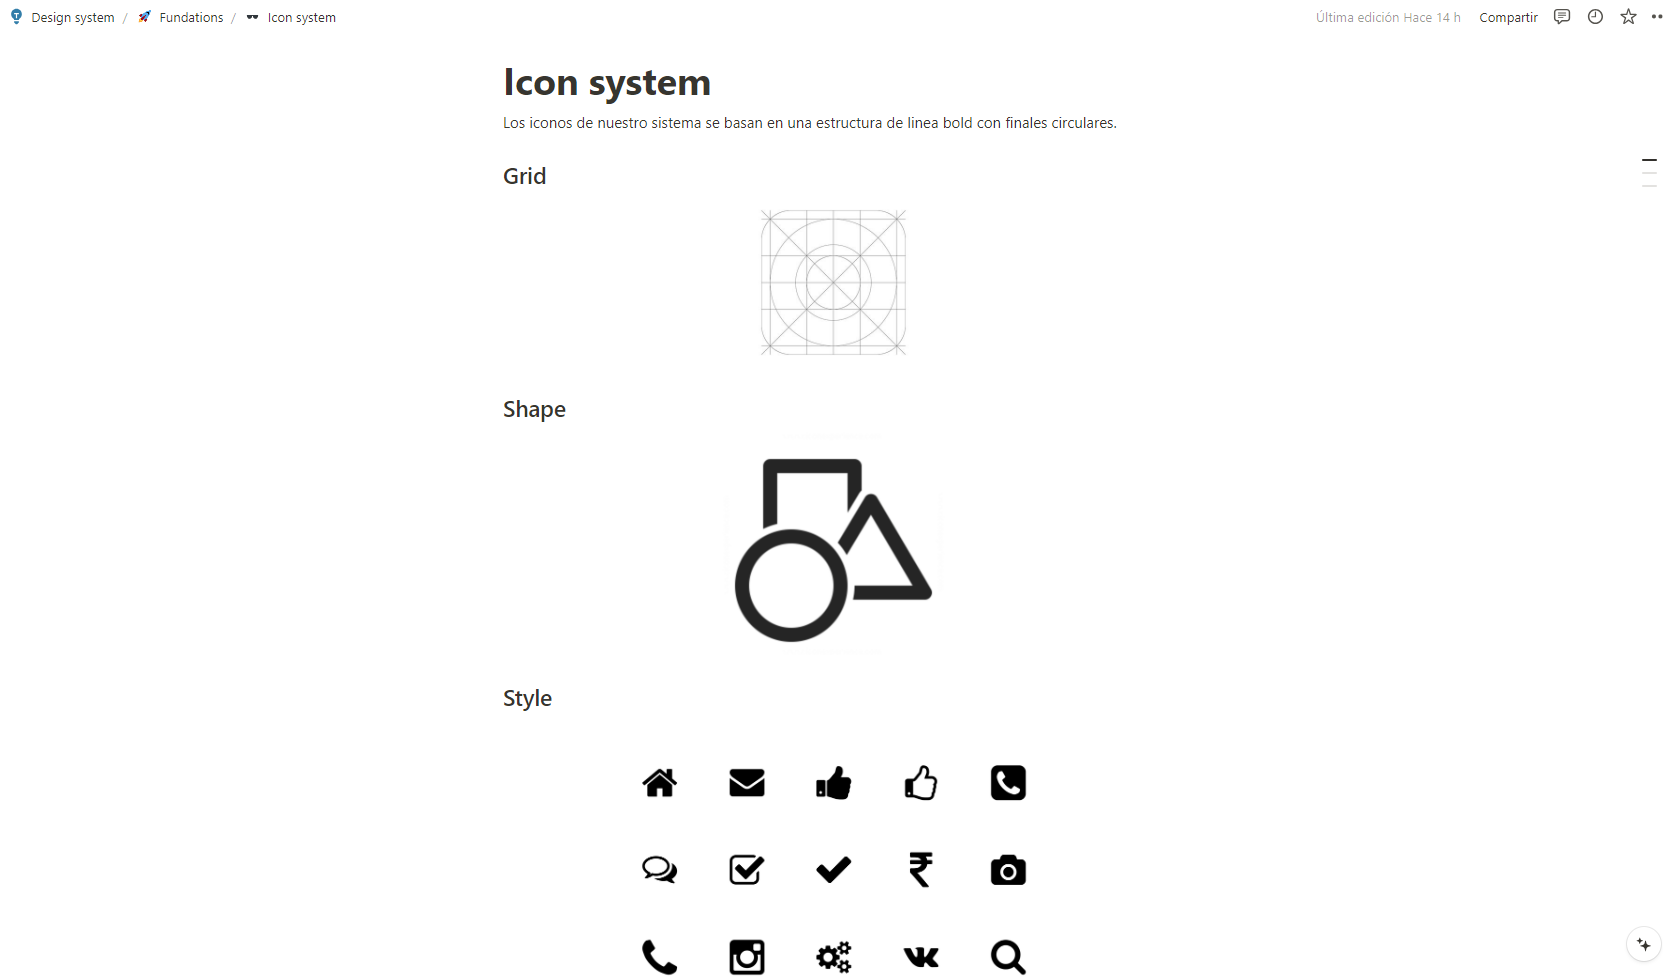 Design system / Fundations / Icon system
Última edición Hace 14 h Compartir
Icon system
Los iconos de nuestro sistema se basan en una estructura de linea bold con finales circulares.
Grid
Shape
Style